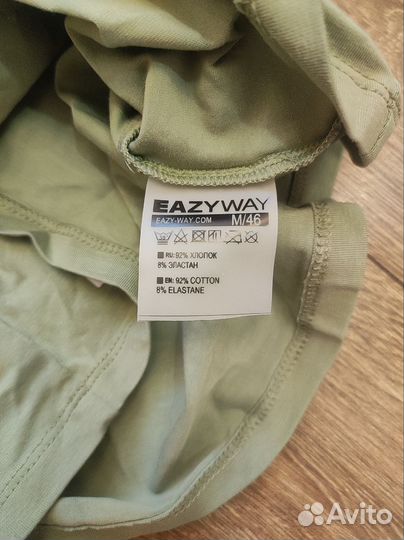 EAZYWAY
EAZY-WAY.COM M/46
RU: 92% ХЛОПОК
8% ЭЛАСТАН
EN: 92% COTTON
8% ELASTANE
Avito